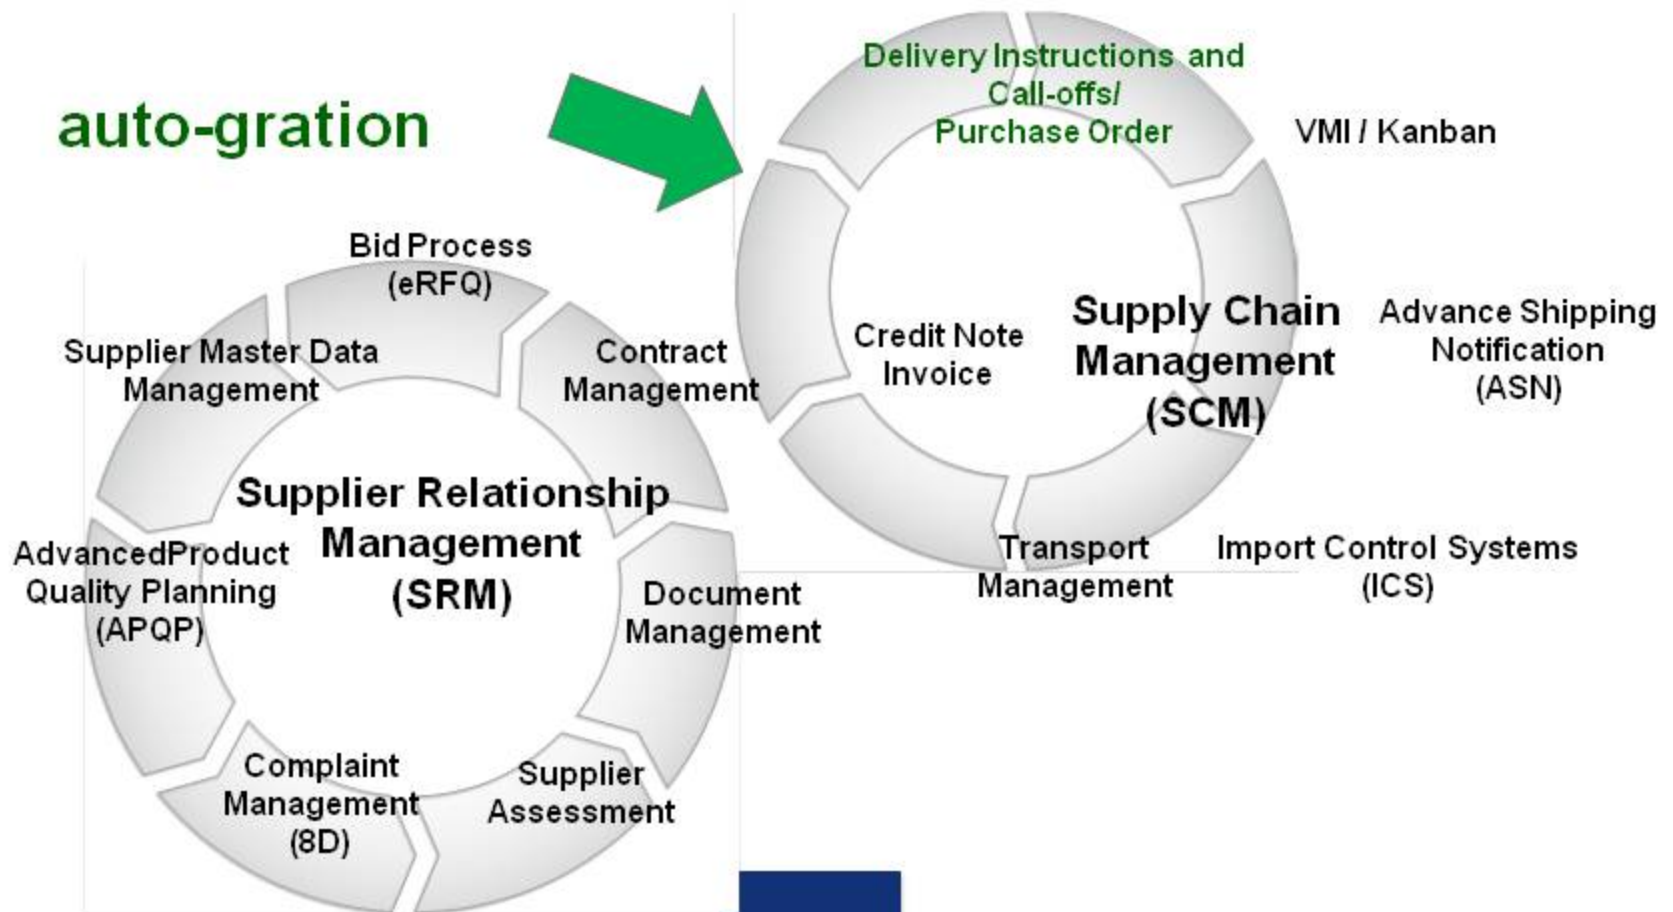 auto-gration
Delivery Instructions and
Call-offs/
Purchase Order
VMI / Kanban
Advance Shipping
Notification
(ASN)
Import Control Systems
(ICS)
Transport
Management
Credit Note
Invoice
Supply Chain
Management
(SCM)
Bid Process
(eRFQ)
Contract
Management
Document
Management
Supplier
Assessment
Complaint
Management
(8D)
AdvancedProduct
Quality Planning
(APQP)
Supplier Master Data
Management
Supplier Relationship
Management
(SRM)